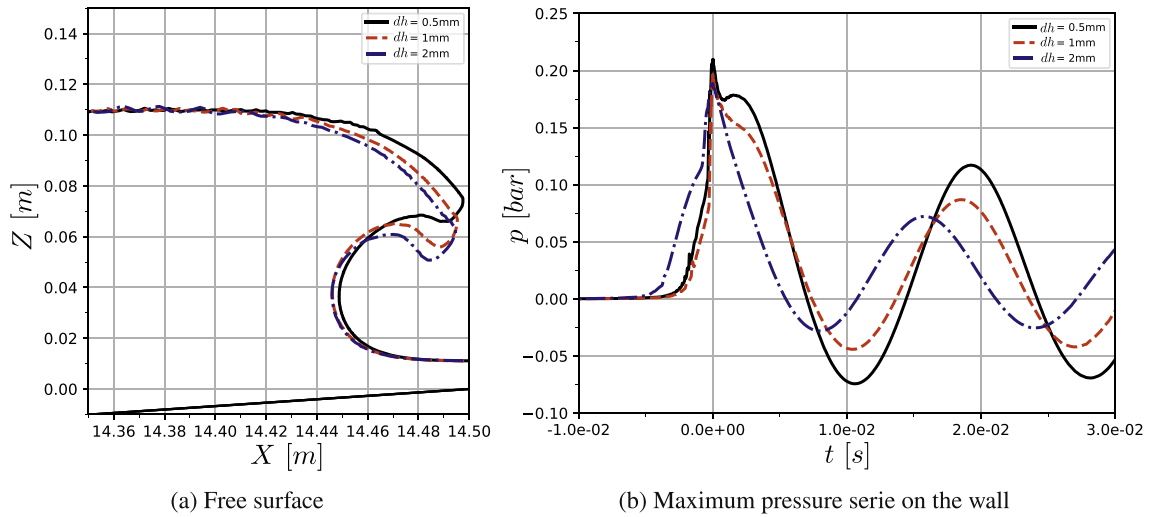 0.14
0.12
0.10
0.08
0.06
0.04
0.02
0.00
Z [m]
14.36 14.38 14.40 14.42 14.44 14.46 14.48 14.50
X [m]
dh = 0.5mm
dh = 1mm
dh = 2mm
(a) Free surface
0.25
0.20
0.15
0.10
0.05
0.00
−0.05
−0.10
p [bar]
-1.0e-02 0.0e+00 1.0e-02 2.0e-02 3.0e-02
t [s]
dh = 0.5mm
dh = 1mm
dh = 2mm
(b) Maximum pressure serie on the wall